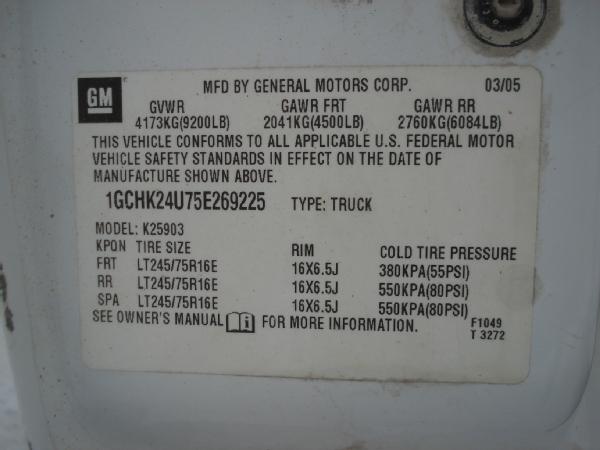 GM MFD BY GENERAL MOTORS CORP. 03/05
GVWR GAWR FRT GAWR RR
4173KG(9200LB) 2041KG(4500LB) 2760KG(6084LB)
THIS VEHICLE CONFORMS TO ALL APPLICABLE U.S. FEDERAL MOTOR
VEHICLE SAFETY STANDARDS IN EFFECT ON THE DATE OF
MANUFACTURE SHOWN ABOVE.
1GCHK24U75E269225 TYPE: TRUCK
MODEL: K25903
KPQN TIRE SIZE RIM COLD TIRE PRESSURE
FRT LT245/75R16E 16X6.5J 380KPA(55PSI)
RR LT245/75R16E 16X6.5J 550KPA(80PSI)
SPA LT245/75R16E 16X6.5J 550KPA(80PSI)
SEE OWNER'S MANUAL FOR MORE INFORMATION. F1049
T 3272